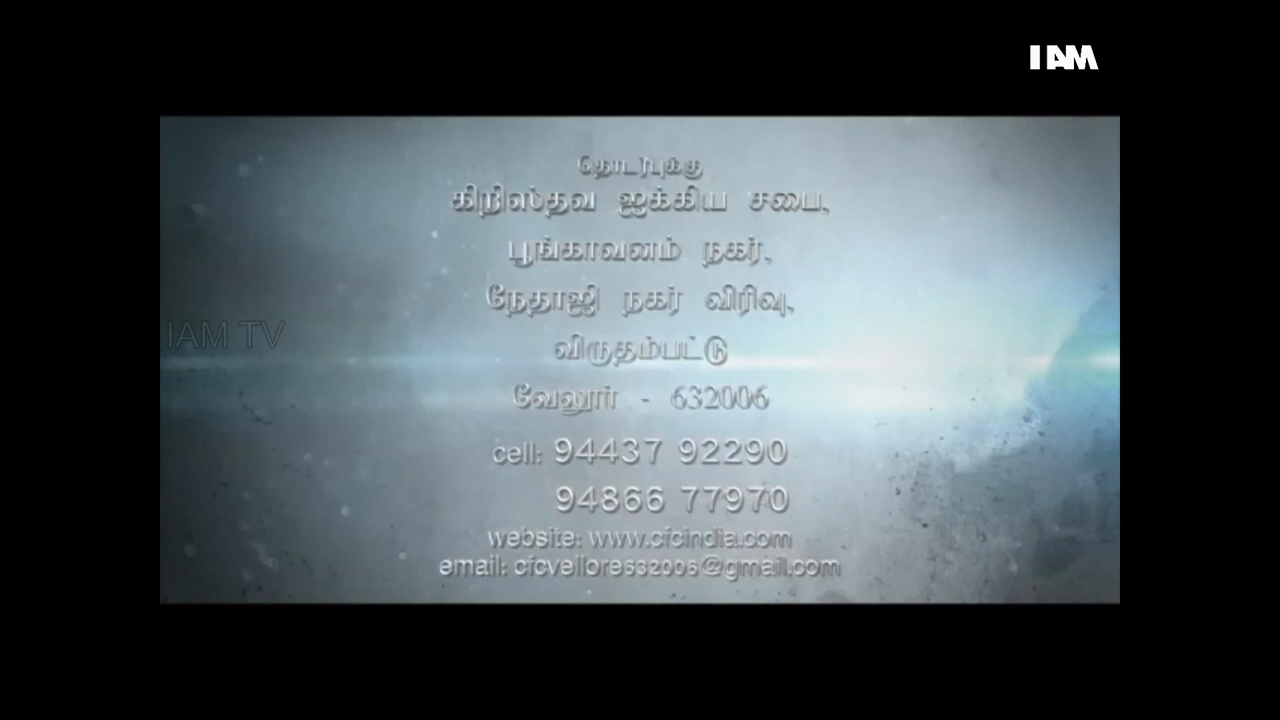 I AM
தொடர்புக்கு
கிறிஸ்தவ ஐக்கிய சபை,
பூங்காவனம் நகர்,
நேதாஜி நகர் விரிவு,
IAM TV
விருதம்பட்டு
வேலூர் - 632006
cell: 94437 92290
94866 77970
website: www.cfcindia.com
email: cfcvellore632006@gmail.com